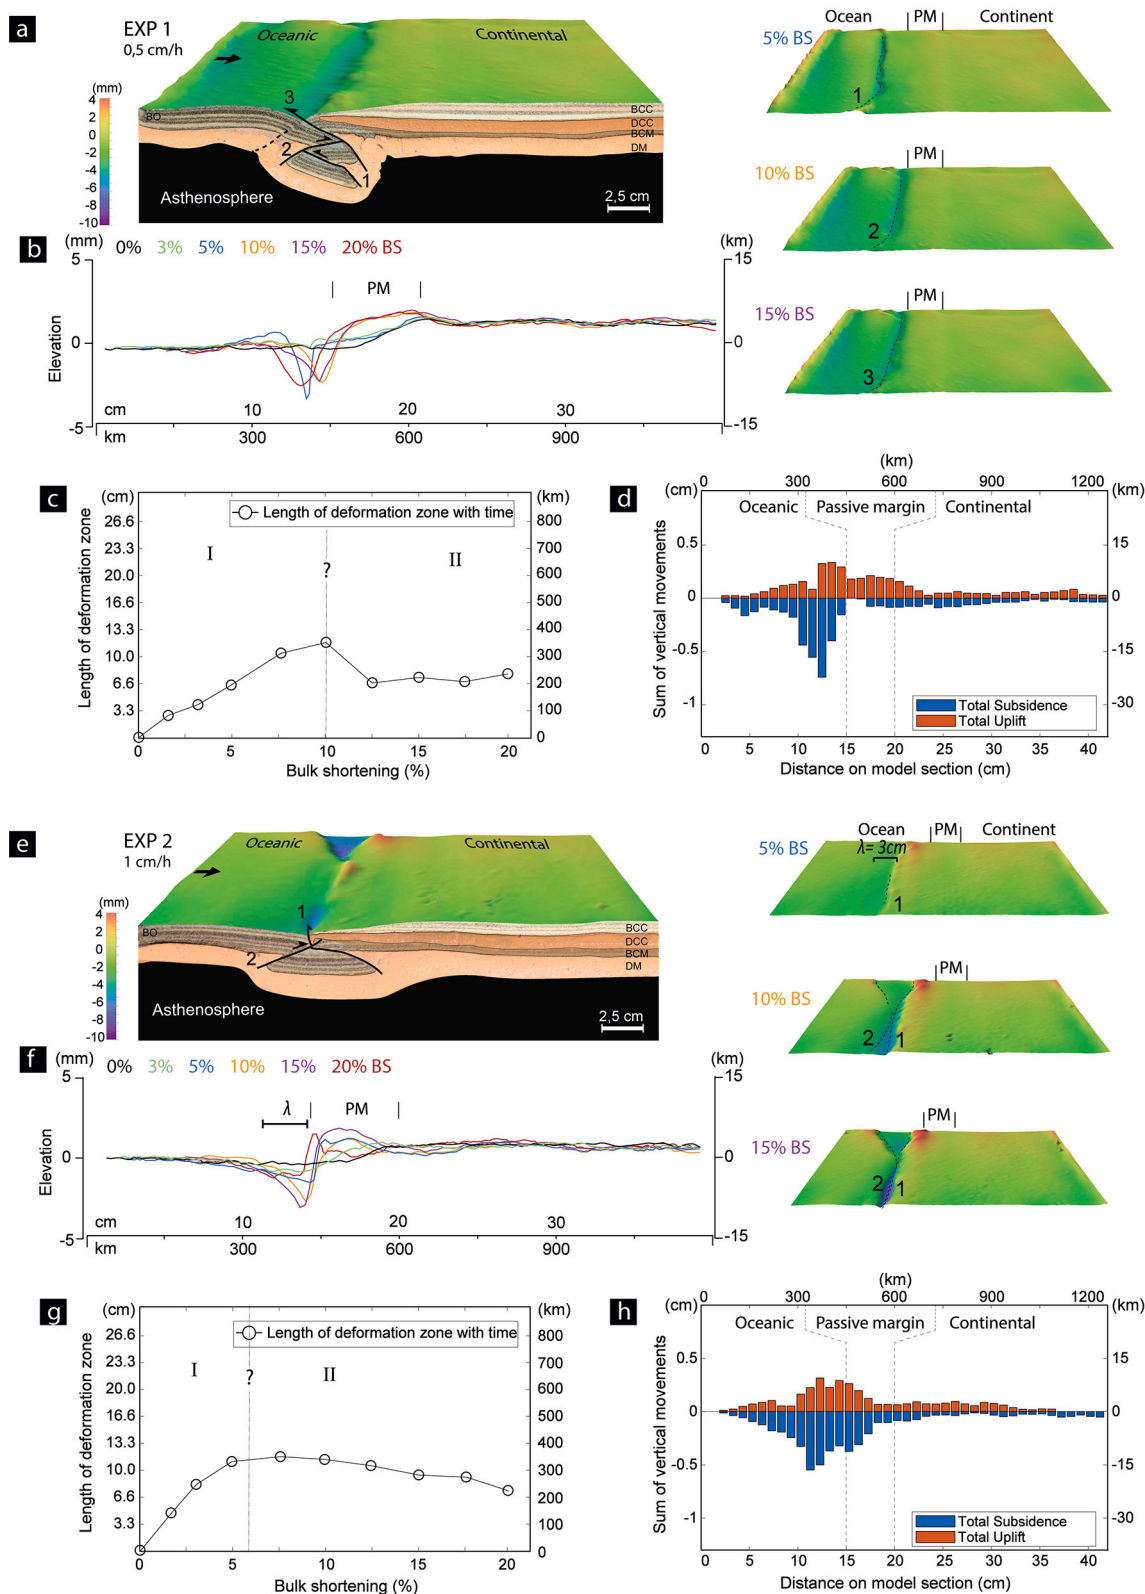 a
EXP 1
0,5 cm/h
Oceanic
Continental
(mm)
4
2
0
-2
-4
-6
-8
-10
BO
3
2
1
BCC
DCC
BCM
DM
Asthenosphere
2,5 cm
Ocean | PM | Continent
5% BS
1
10% BS
| PM |
2
15% BS
| PM |
3
b
(mm) 0% 3% 5% 10% 15% 20% BS (km)
5
0
-5
Elevation
| PM |
15
0
-15
cm 10 20 30
km 300 600 900
c
(cm)
(km)
Length of deformation zone with time
Length of deformation zone
26.6
23.3
20.0
16.6
13.3
10.0
6.6
3.3
I
?
II
800
700
600
500
400
300
200
100
0
0 5 10 15 20
Bulk shortening (%)
d
(km)
0 300 600 900 1200
(cm)
(km)
Oceanic Passive margin Continental
Sum of vertical movements
0.5
0
-0.5
-1
15
0
-15
-30
Total Subsidence
Total Uplift
0 5 10 15 20 25 30 35 40
Distance on model section (cm)
e
EXP 2
1 cm/h
Oceanic
Continental
(mm)
4
2
0
-2
-4
-6
-8
-10
BO
1
2
BCC
DCC
BCM
DM
Asthenosphere
2,5 cm
Ocean |PM| Continent
5% BS
λ= 3cm
1
10% BS
|PM|
2 1
15% BS
|PM|
2 1
f
(mm) 0% 3% 5% 10% 15% 20% BS (km)
5
0
-5
Elevation
λ | PM |
15
0
-15
cm 10 20 30
km 300 600 900
g
(cm)
(km)
Length of deformation zone with time
Length of deformation zone
26.6
23.3
20.0
16.6
13.3
10.0
6.6
3.3
I
?
II
800
700
600
500
400
300
200
100
0
0 5 10 15 20
Bulk shortening (%)
h
(km)
0 300 600 900 1200
(cm)
(km)
Oceanic Passive margin Continental
Sum of vertical movements
0.5
0
-0.5
-1
15
0
-15
-30
Total Subsidence
Total Uplift
0 5 10 15 20 25 30 35 40
Distance on model section (cm)